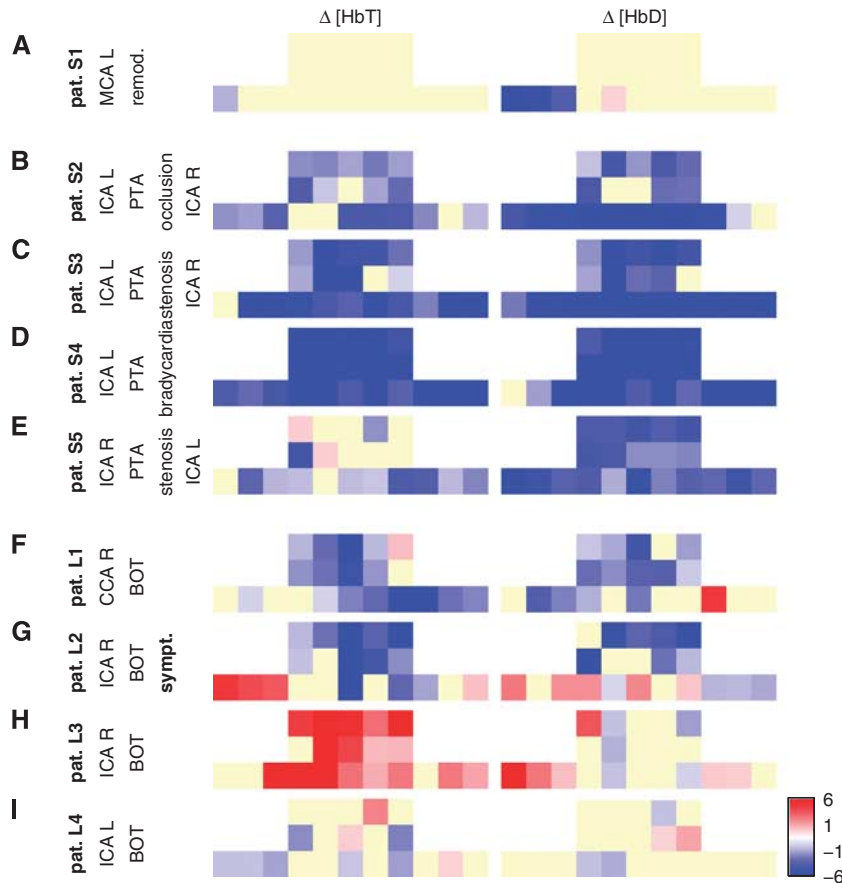 Δ [HbT] Δ [HbD]
A
pat. S1
MCA L
remod.
B
pat. S2
ICA L
PTA
occlusion
ICA R
C
pat. S3
ICA L
PTA
stenosis
ICA R
D
pat. S4
ICA L
PTA
bradycardia
E
pat. S5
ICA R
PTA
stenosis
ICA L
F
pat. L1
CCA R
BOT
G
pat. L2
ICA R
BOT
sympt.
H
pat. L3
ICA R
BOT
I
pat. L4
ICA L
BOT
6
1
−1
−6